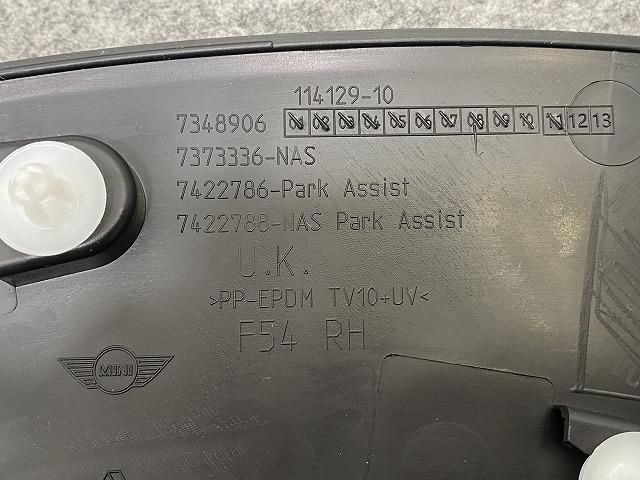 114129-10
7348906 01 02 03 04 05 06 07 08 09 10 11 12 13
7373336-NAS
7422786-Park Assist
7422788-NAS Park Assist
U.K.
>PP-EPDM TV10+UV<
F54 RH
MINI